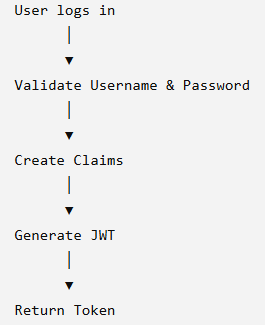 User logs in
Validate Username & Password
Create Claims
Generate JWT
Return Token